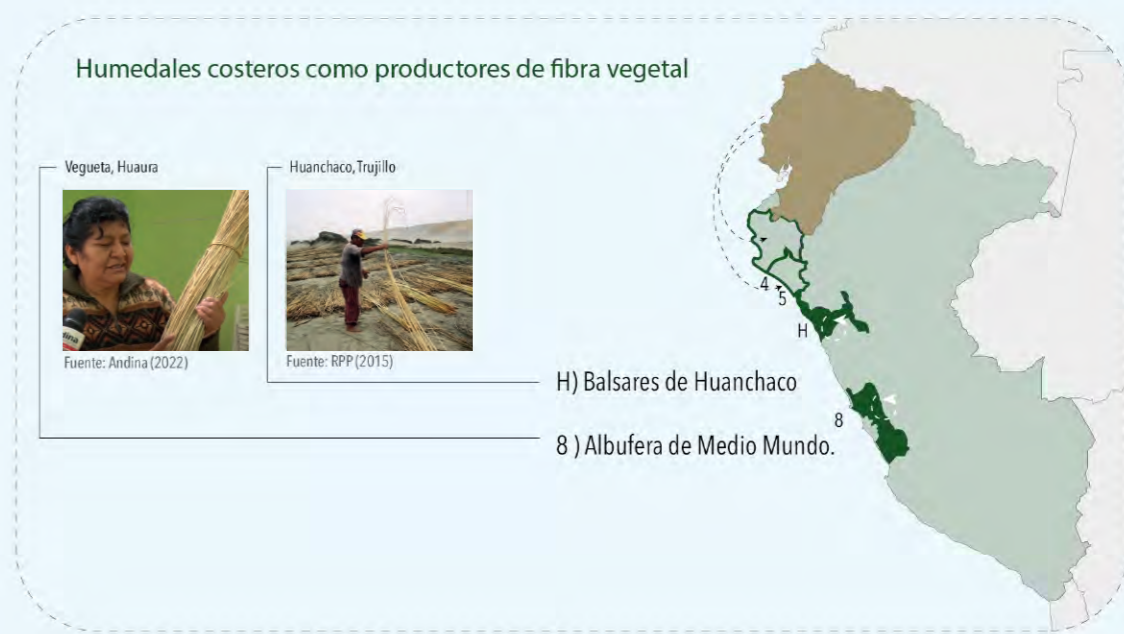 Humedales costeros como productores de fibra vegetal
Vegueta, Huaura
Huanchaco, Trujillo
Fuente: Andina (2022)
Fuente: RPP (2015)
H) Balsares de Huanchaco
8 ) Albufera de Medio Mundo.
4
5
H
8